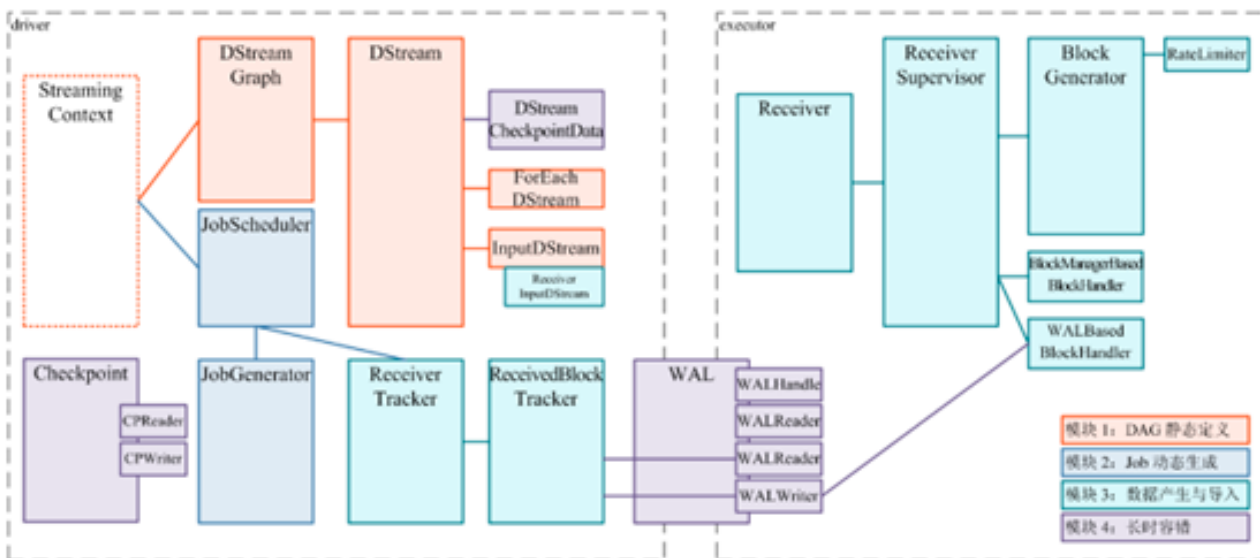 driver
Streaming
Context
DStream
Graph
DStream
DStream
CheckpointData
ForEach
DStream
InputDStream
Receiver
InputDStream
JobScheduler
Checkpoint
CPReader
CPWriter
JobGenerator
Receiver
Tracker
ReceivedBlock
Tracker
WAL
WALHandle
WALReader
WALReader
WALWriter
executor
Receiver
Receiver
Supervisor
Block
Generator
RateLimiter
BlockManagerBased
BlockHandler
WALBased
BlockHandler
模块 1：DAG 静态定义
模块 2：Job 动态生成
模块 3：数据产生与导入
模块 4：长时容错